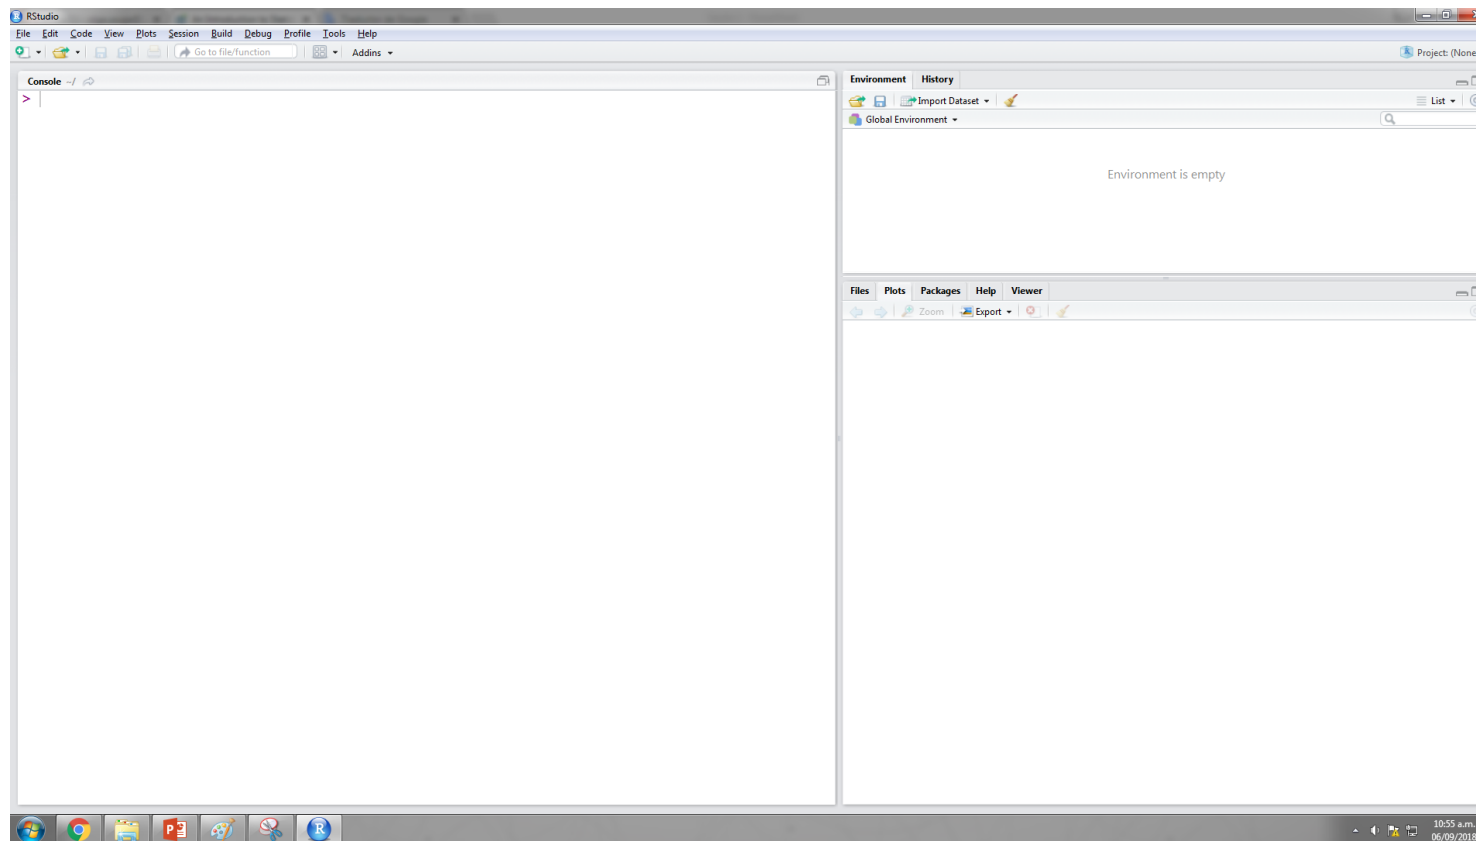 RStudio
File Edit Code View Plots Session Build Debug Profile Tools Help
Go to file/function Addins
Project: (None
Console ~/
>
Environment History
Import Dataset List
Global Environment
Environment is empty
Files Plots Packages Help Viewer
Zoom Export
10:55 a.m.
06/09/2018